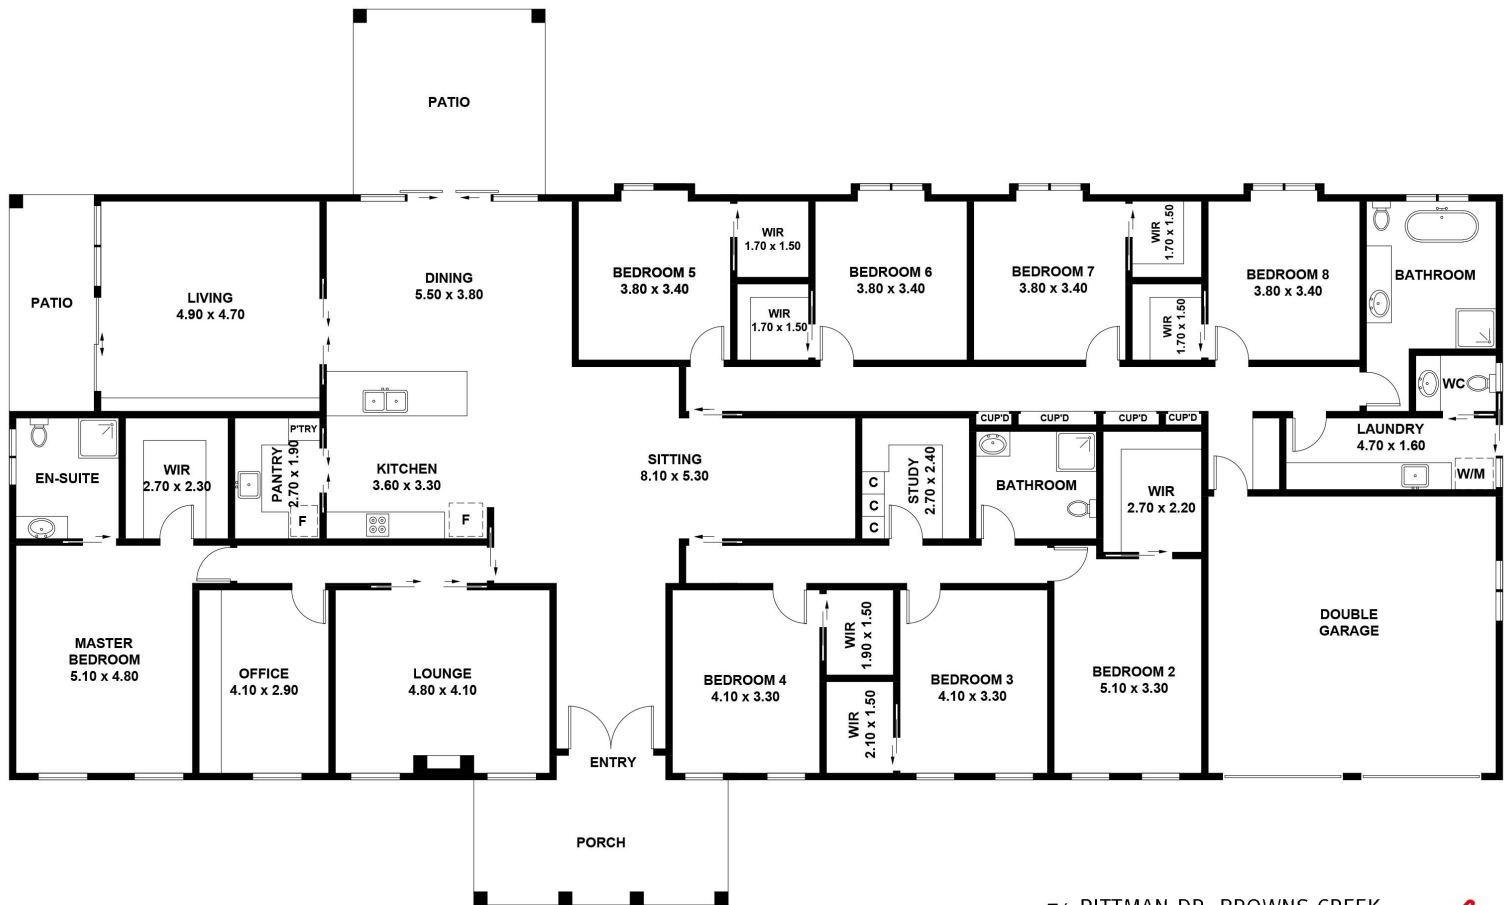 PATIO
PATIO
LIVING
4.90 x 4.70
DINING
5.50 x 3.80
BEDROOM 5
3.80 x 3.40
WIR
1.70 x 1.50
WIR
1.70 x 1.50
BEDROOM 6
3.80 x 3.40
BEDROOM 7
3.80 x 3.40
WIR
1.70 x 1.50
WIR
1.70 x 1.50
BEDROOM 8
3.80 x 3.40
BATHROOM
WC
CUP'D
CUP'D
CUP'D
CUP'D
LAUNDRY
4.70 x 1.60
W/M
EN-SUITE
WIR
2.70 x 2.30
P'TRY
PANTRY
2.70 x 1.90
F
KITCHEN
3.60 x 3.30
F
SITTING
8.10 x 5.30
C
C
C
STUDY
2.70 x 2.40
BATHROOM
WIR
2.70 x 2.20
MASTER
BEDROOM
5.10 x 4.80
OFFICE
4.10 x 2.90
LOUNGE
4.80 x 4.10
ENTRY
BEDROOM 4
4.10 x 3.30
WIR
1.90 x 1.50
WIR
2.10 x 1.50
BEDROOM 3
4.10 x 3.30
BEDROOM 2
5.10 x 3.30
DOUBLE
GARAGE
PORCH
PITTMAN DR, BROWNS CREEK